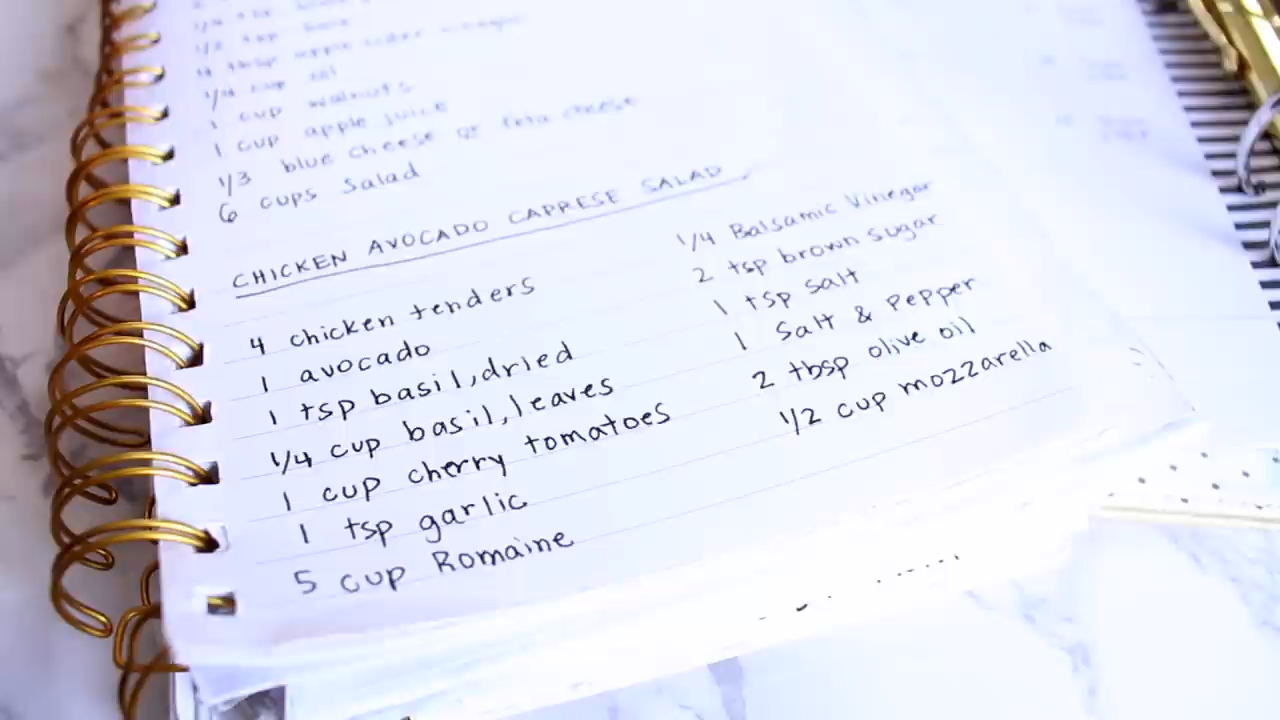 1/4 cup oil
1 cup walnuts
1 cup apple juice
1/3 blue cheese or feta cheese
6 cups salad
CHICKEN AVOCADO CAPRESE SALAD
4 chicken tenders
1 avocado
1 tsp basil, dried
1/4 cup basil, leaves
1 cup cherry tomatoes
1 tsp garlic
5 cup Romaine
1/4 Balsamic Vinegar
2 tsp brown sugar
1 tsp salt
1 Salt & Pepper
2 tbsp olive oil
1/2 cup mozzarella